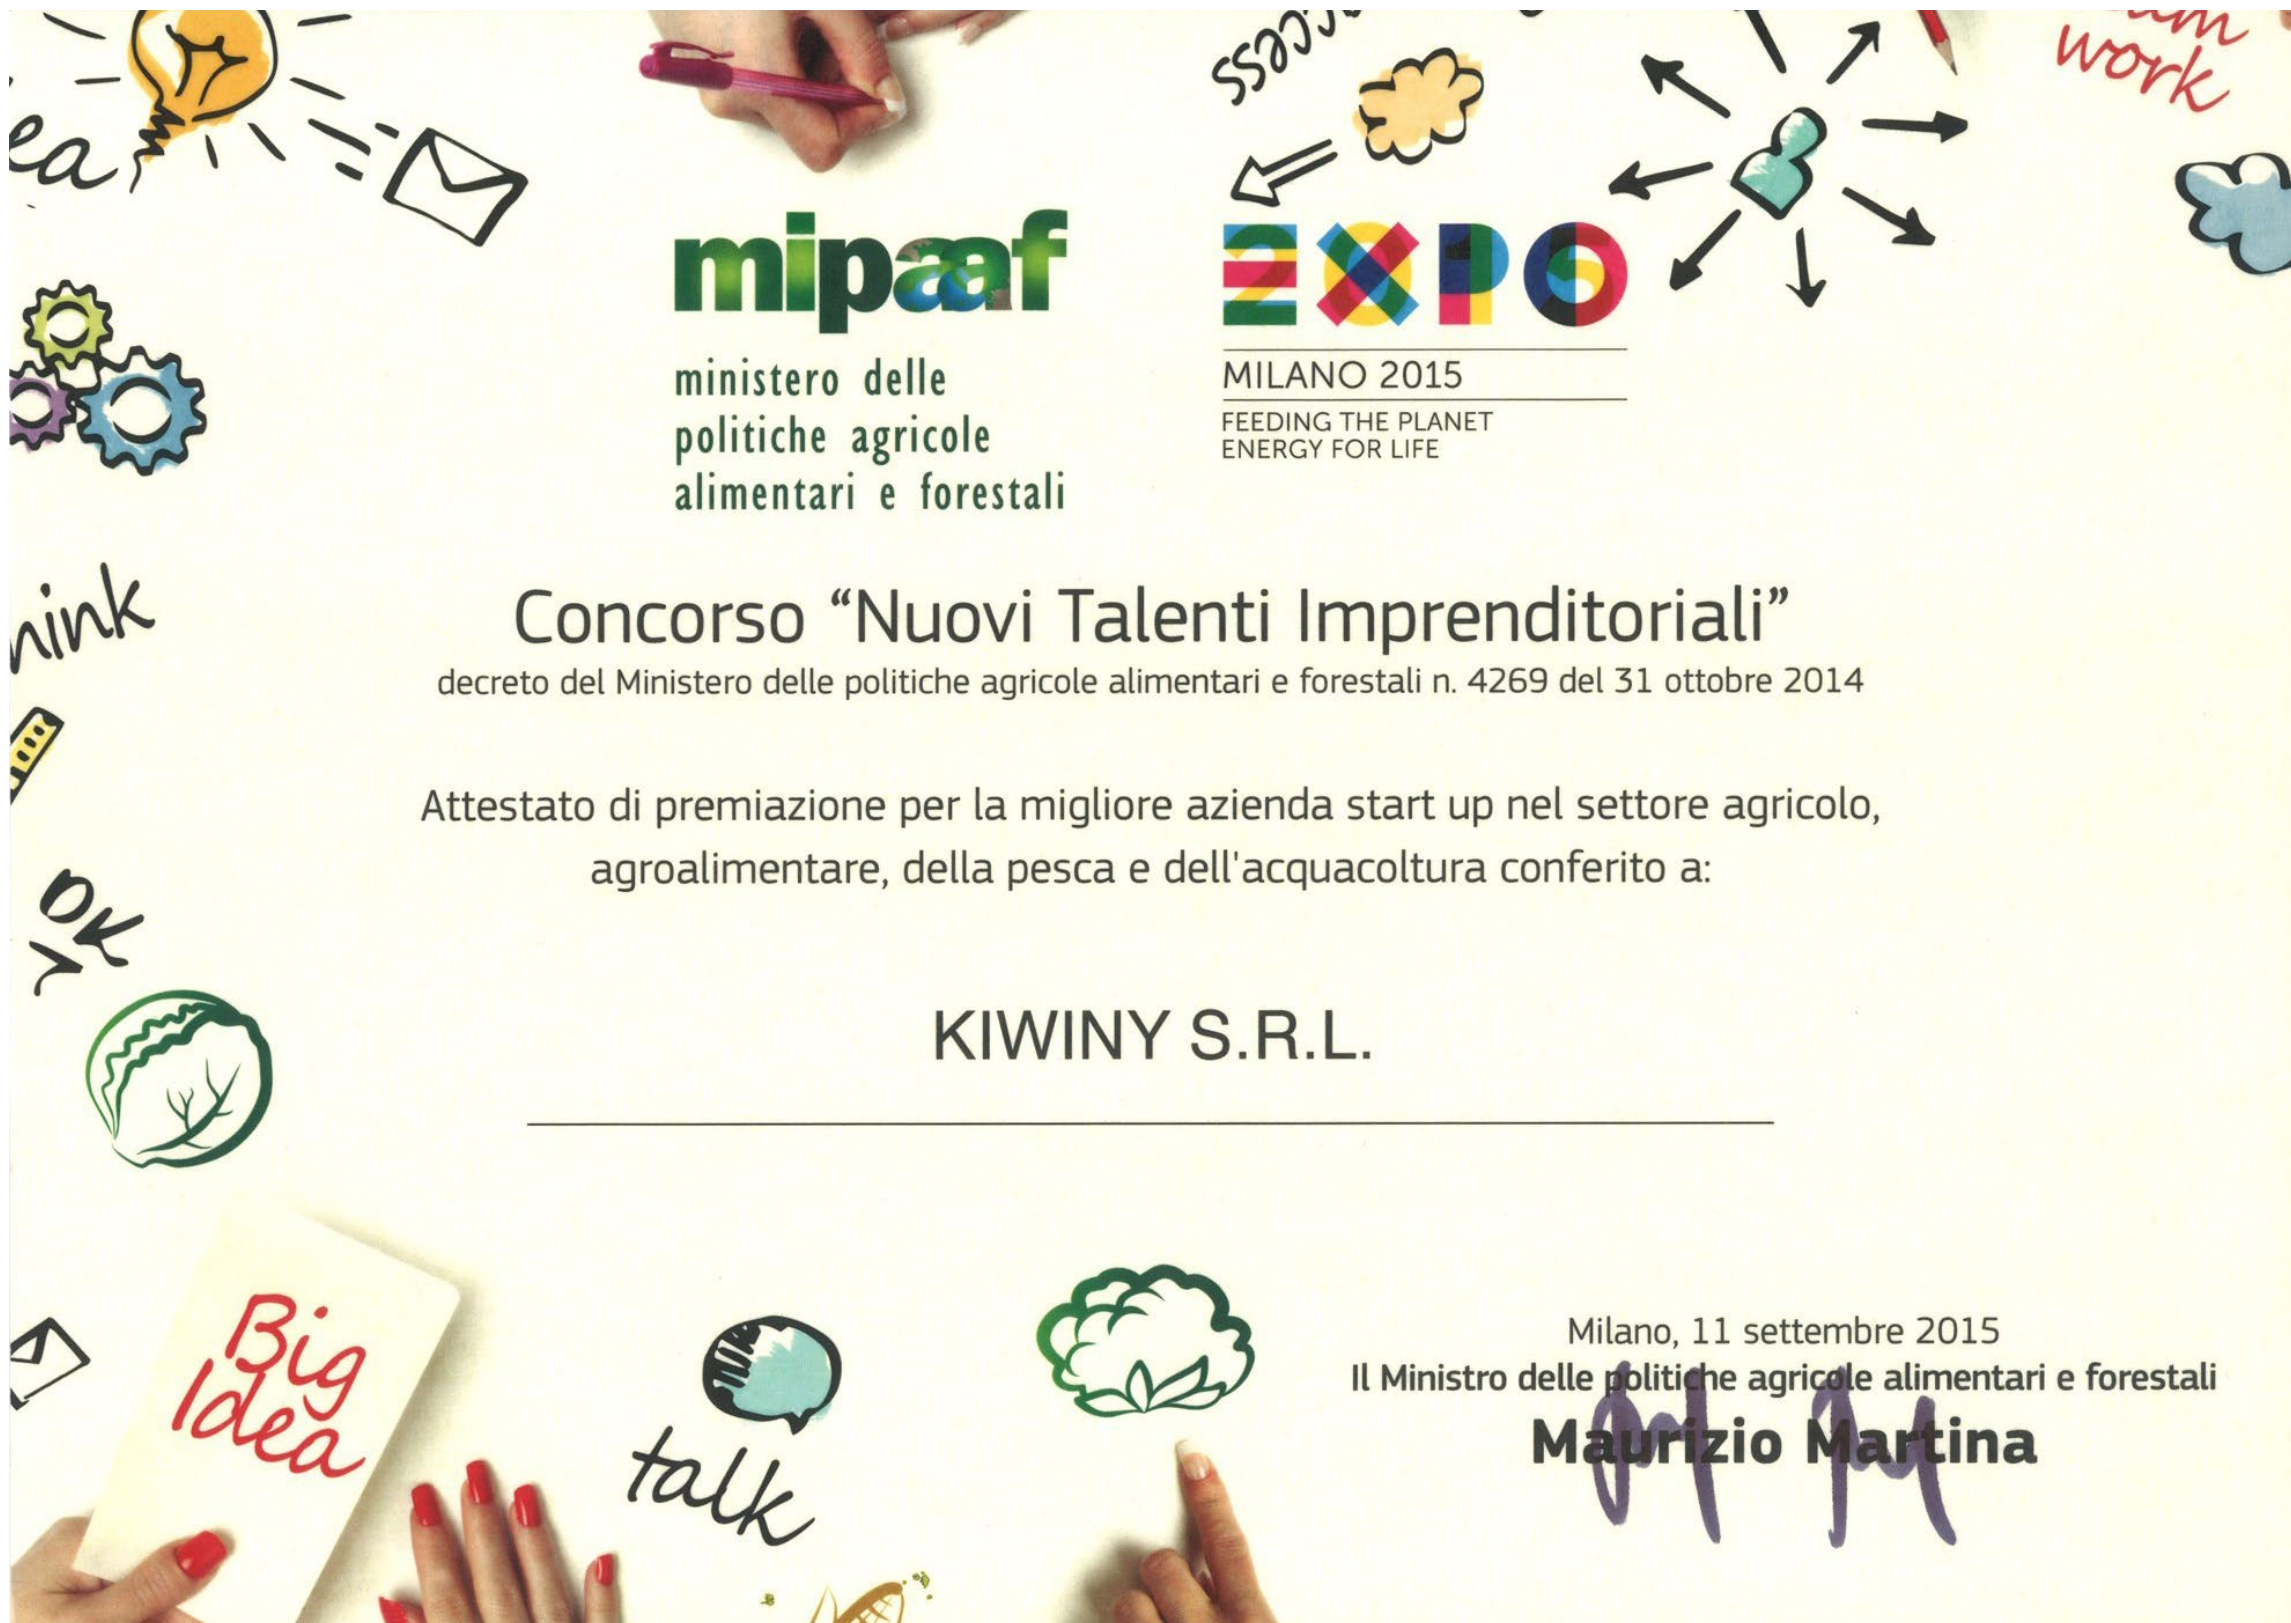 ea
ccess
work
mipaaf
EXPO
2015
ministero delle
politiche agricole
alimentari e forestali
MILANO 2015
FEEDING THE PLANET
ENERGY FOR LIFE
Concorso “Nuovi Talenti Imprenditoriali”
decreto del Ministero delle politiche agricole alimentari e forestali n. 4269 del 31 ottobre 2014
hink
Attestato di premiazione per la migliore azienda start up nel settore agricolo,
agroalimentare, della pesca e dell'acquacoltura conferito a:
OK
KIWINY S.R.L.
Big
Idea
talk
Milano, 11 settembre 2015
Il Ministro delle politiche agricole alimentari e forestali
Maurizio Martina